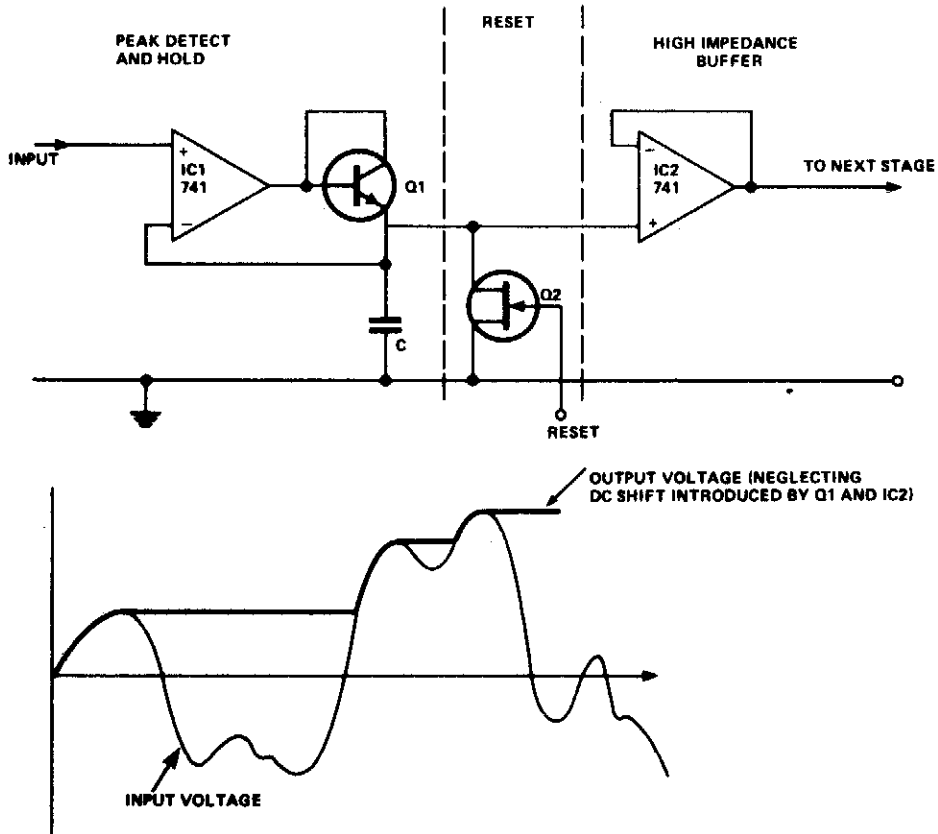 PEAK DETECT
AND HOLD
RESET
HIGH IMPEDANCE
BUFFER
INPUT
+
IC1
741
−
Q1
C
Q2
RESET
−
IC2
741
+
TO NEXT STAGE
OUTPUT VOLTAGE (NEGLECTING
DC SHIFT INTRODUCED BY Q1 AND IC2)
INPUT VOLTAGE